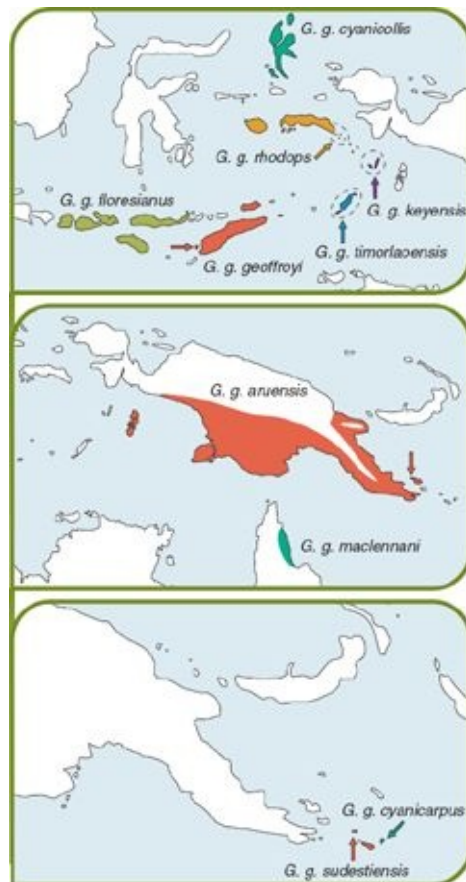 G. g. cyanicollis
G. g. rhodops
G. g. floresianus
G. g. keyensis
G. g. timorlaoensis
G. g. geoffroyi
G. g. aruensis
G. g. maclennani
G. g. cyanicarpus
G. g. sudestiensis